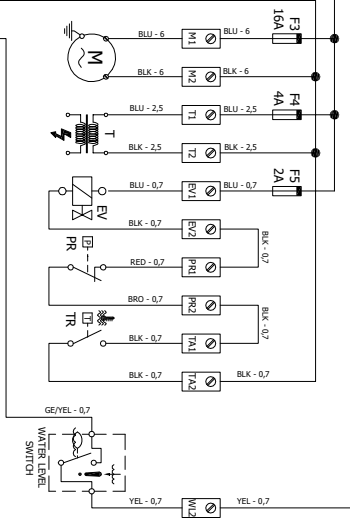 BLU - 6
M1
BLU - 6
F3
16A
M
BLK - 6
M2
BLK - 6
BLU - 2,5
T1
BLU - 2,5
F4
4A
T
BLK - 2,5
T2
BLK - 2,5
BLU - 0,7
EV1
BLU - 0,7
F5
2A
EV
BLK - 0,7
EV2
BLK - 0,7
PR
P
RED - 0,7
PR1
BRO - 0,7
PR2
BLK - 0,7
TR
T
BLK - 0,7
TA1
BLK - 0,7
TA2
BLK - 0,7
GE/YEL - 0,7
WATER LEVEL
SWITCH
YEL - 0,7
WL2
YEL - 0,7